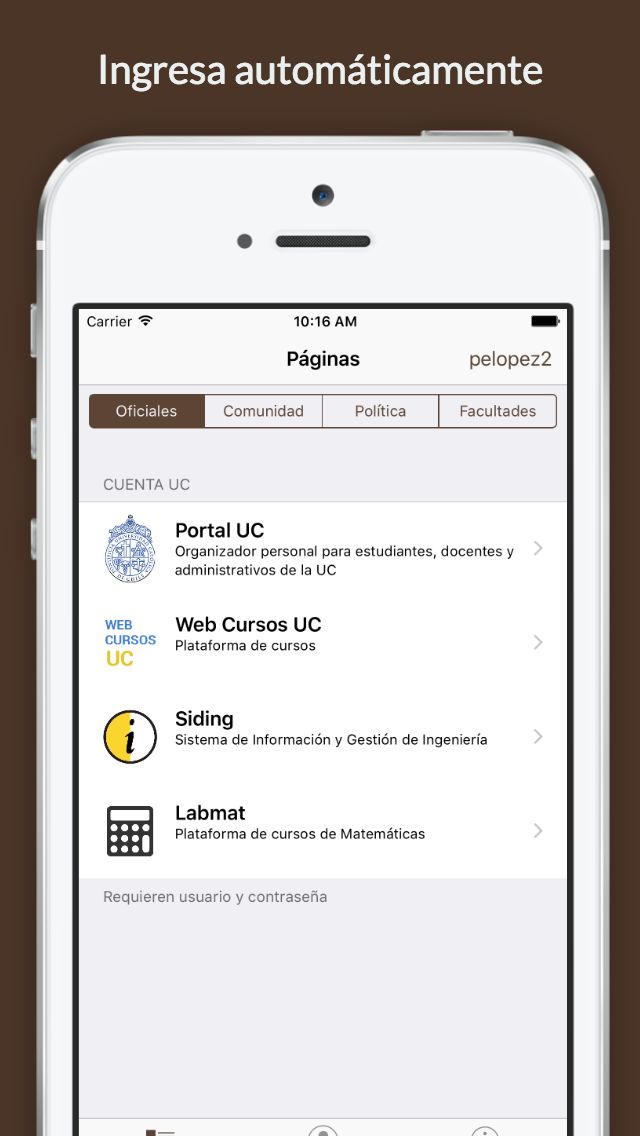 Ingresa automáticamente
Carrier 10:16 AM
Páginas pelopez2
Oficiales Comunidad Política Facultades
CUENTA UC
Portal UC
Organizador personal para estudiantes, docentes y
administrativos de la UC
WEB
CURSOS
UC
Web Cursos UC
Plataforma de cursos
i
Siding
Sistema de Información y Gestión de Ingeniería
Labmat
Plataforma de cursos de Matemáticas
Requieren usuario y contraseña